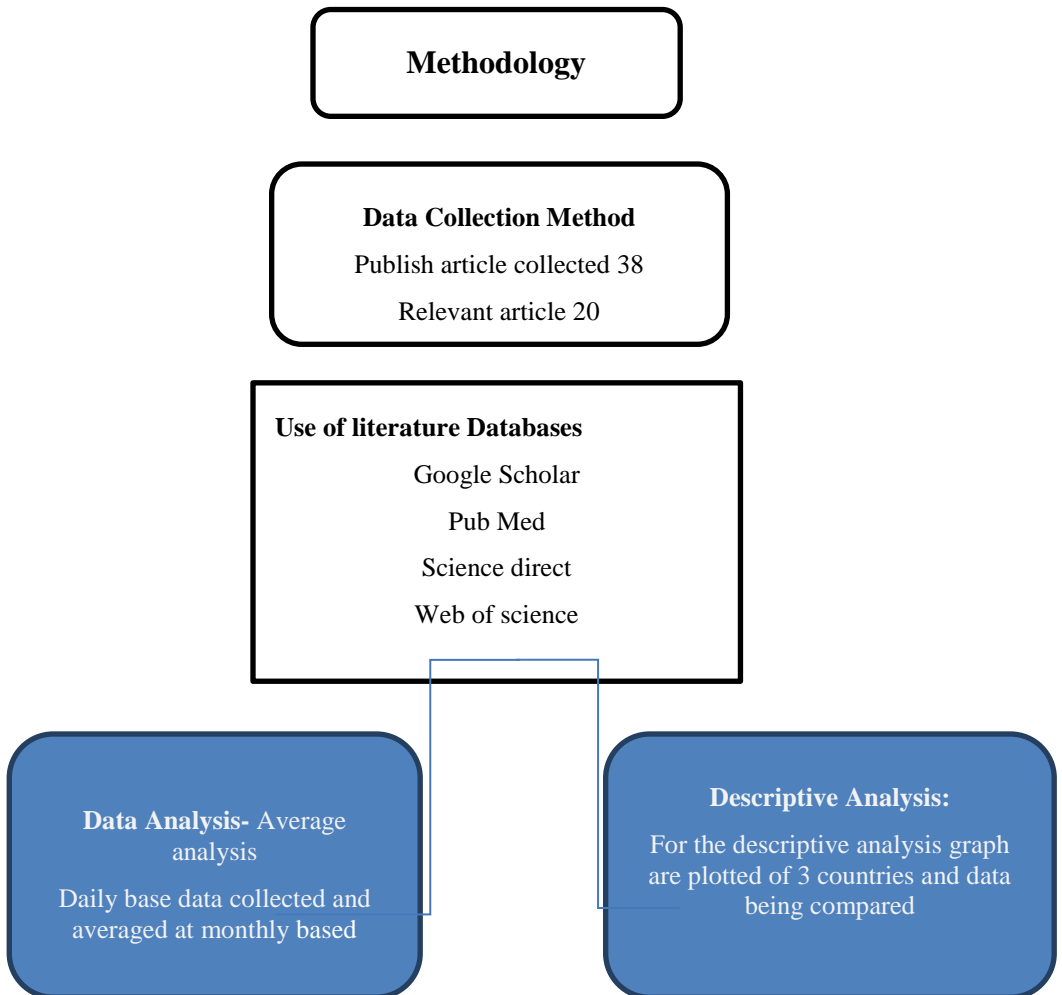 Methodology
Data Collection Method
Publish article collected 38
Relevant article 20
Use of literature Databases
Google Scholar
Pub Med
Science direct
Web of science
Data Analysis- Average
analysis
Daily base data collected and
averaged at monthly based
Descriptive Analysis:
For the descriptive analysis graph
are plotted of 3 countries and data
being compared